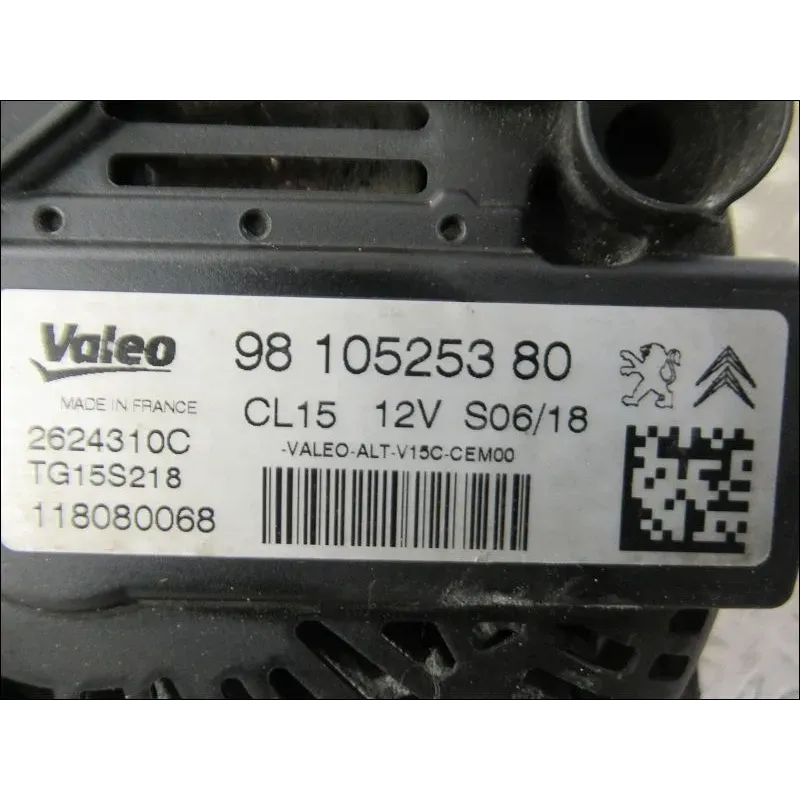 Valeo
MADE IN FRANCE
2624310C
TG15S218
118080068
98 105253 80
CL15 12V S06/18
-VALEO-ALT-V15C-CEM00